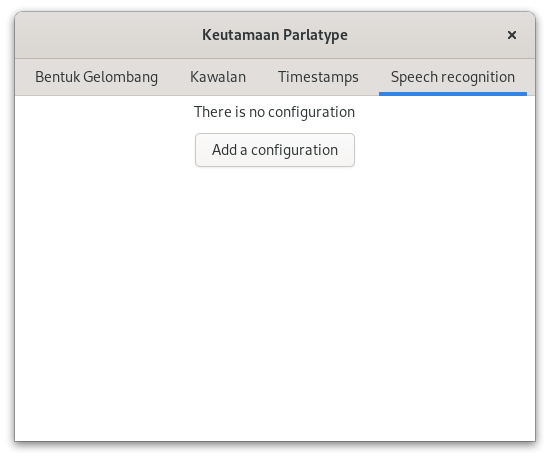 Keutamaan Parlatype
Bentuk Gelombang Kawalan Timestamps Speech recognition
There is no configuration
Add a configuration